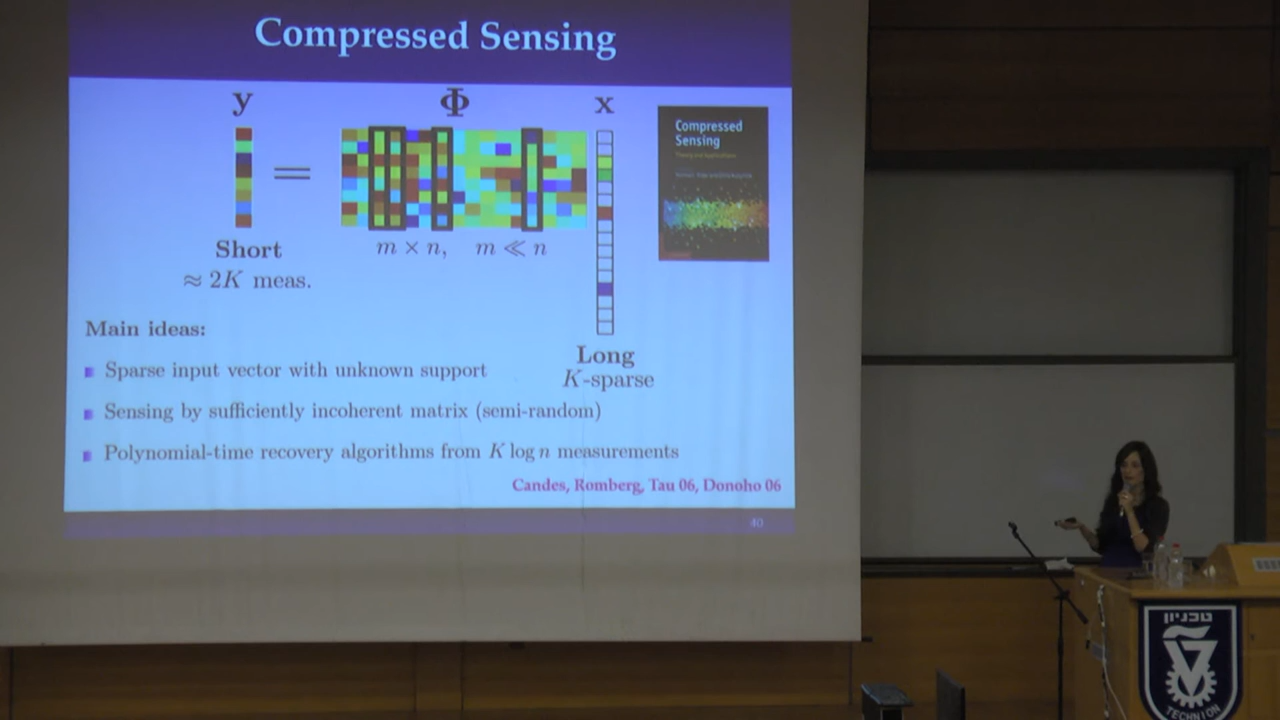 Compressed Sensing
y = Φ x
Compressed
Sensing
m × n, m ≪ n
Short
≈ 2K meas.
Main ideas:
Long
K-sparse
Sparse input vector with unknown support
Sensing by sufficiently incoherent matrix (semi-random)
Polynomial-time recovery algorithms from K log n measurements
Candes, Romberg, Tau 06, Donoho 06
40
טכניון
TECHNION